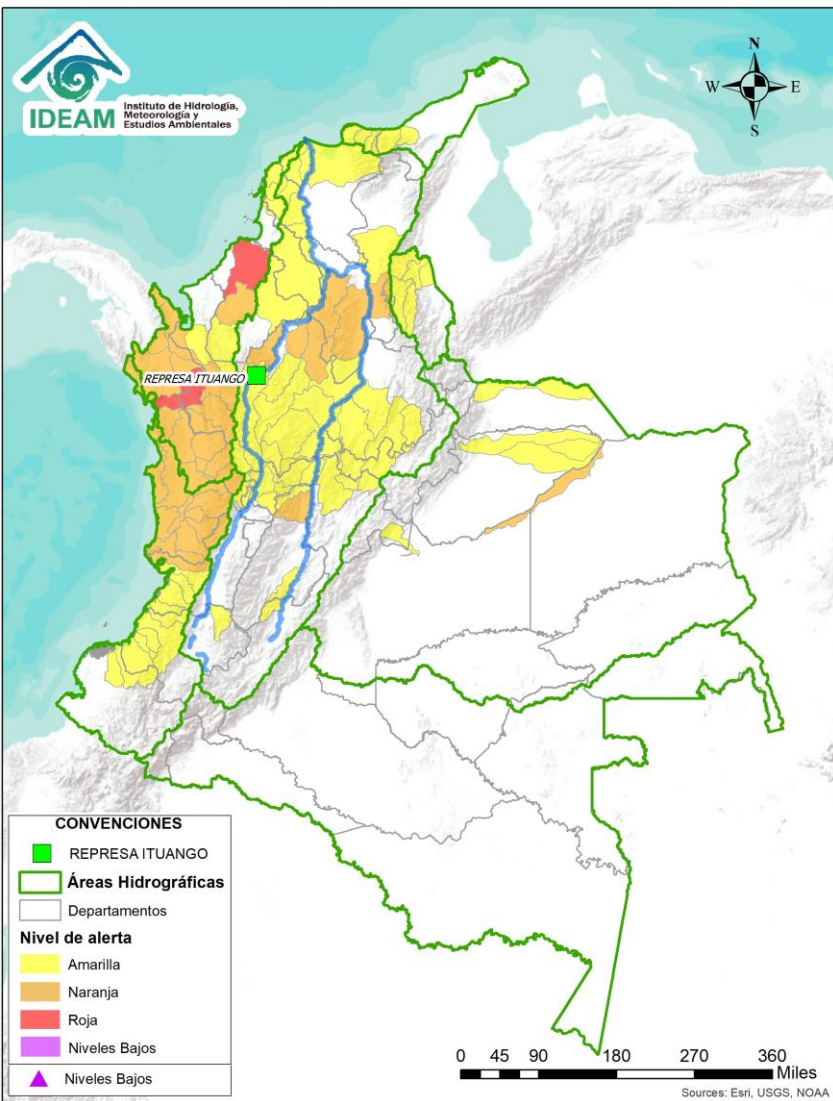 IDEAM
Instituto de Hidrología,
Meteorología y
Estudios Ambientales
N
W
E
S
REPRESA ITUANGO
CONVENCIONES
REPRESA ITUANGO
Áreas Hidrográficas
Departamentos
Nivel de alerta
Amarilla
Naranja
Roja
Niveles Bajos
Niveles Bajos
0 45 90 180 270 360
Miles
Sources: Esri, USGS, NOAA